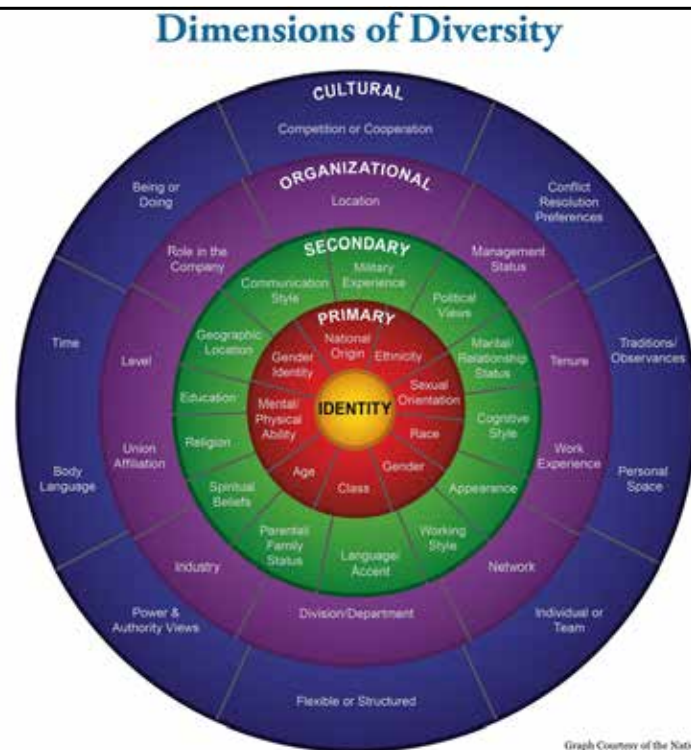 Dimensions of Diversity
CULTURAL
Competition or Cooperation
Conflict
Resolution
Preferences
Traditions/
Observances
Personal
Space
Individual or
Team
Flexible or Structured
Power &
Authority Views
Body
Language
Time
Being or
Doing
ORGANIZATIONAL
Location
Management
Status
Tenure
Work
Experience
Network
Division/Department
Industry
Union
Affiliation
Level
Role in the
Company
SECONDARY
Military
Experience
Political
Views
Marital/
Relationship
Status
Cognitive
Style
Appearance
Working
Style
Language/
Accent
Parental/
Family
Status
Spiritual
Beliefs
Religion
Education
Geographic
Location
Communication
Style
PRIMARY
National
Origin
Ethnicity
Sexual
Orientation
Race
Gender
Class
Age
Mental/
Physical
Ability
Gender
Identity
IDENTITY
Graph Courtesy of the